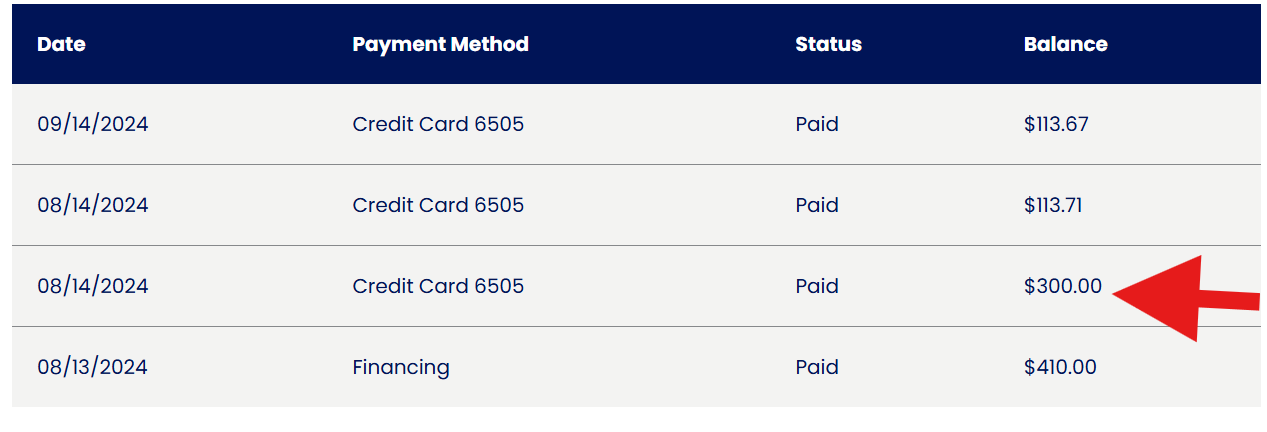 Date Payment Method Status Balance
09/14/2024 Credit Card 6505 Paid $113.67
08/14/2024 Credit Card 6505 Paid $113.71
08/14/2024 Credit Card 6505 Paid $300.00
08/13/2024 Financing Paid $410.00